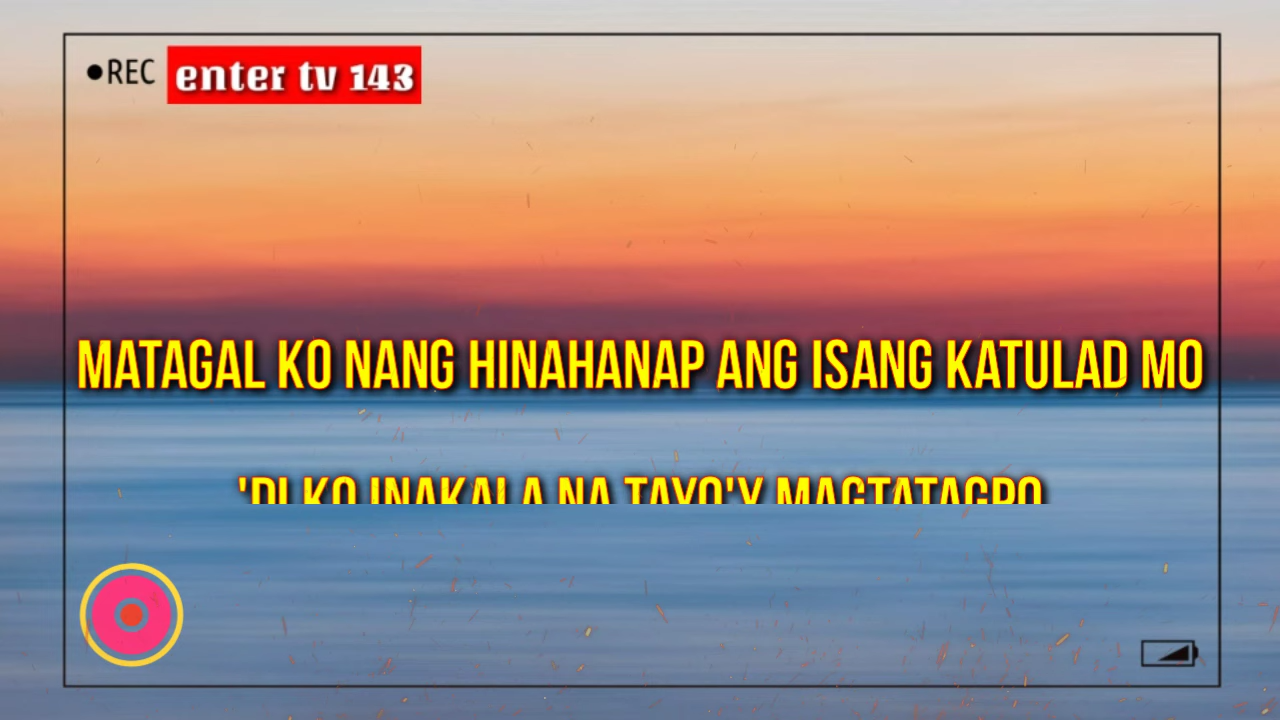 ●REC
enter tv 143
MATAGAL KO NANG HINAHANAP ANG ISANG KATULAD MO
'DI KO INAKALA NA TAYO'Y MAGTATAGPO